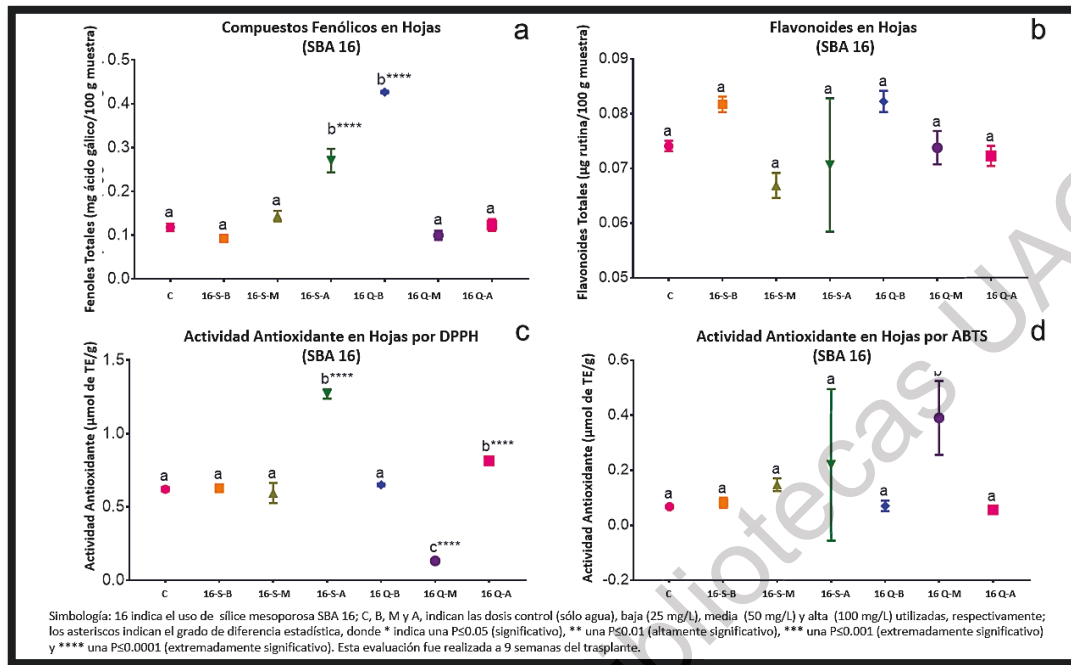 Compuestos Fenólicos en Hojas
(SBA 16)
a
Fenoles Totales (mg ácido gálico/100 g muestra)
0.5
0.4
0.3
0.2
0.1
0.0
a
a
a
b****
b****
a
a
C
16-S-B
16-S-M
16-S-A
16 Q-B
16 Q-M
16 Q-A
Flavonoides en Hojas
(SBA 16)
b
Flavonoides Totales (µg rutina/100 g muestra)
0.09
0.08
0.07
0.06
0.05
a
a
a
a
a
a
a
C
16-S-B
16-S-M
16-S-A
16 Q-B
16 Q-M
16 Q-A
Actividad Antioxidante en Hojas por DPPH
(SBA 16)
c
Actividad Antioxidante (µmol de TE/g)
1.5
1.0
0.5
0.0
a
a
a
b****
a
c****
b****
C
16-S-B
16-S-M
16-S-A
16 Q-B
16 Q-M
16 Q-A
Actividad Antioxidante en Hojas por ABTS
(SBA 16)
d
Actividad Antioxidante (µmol de TE/g)
0.6
0.4
0.2
0.0
-0.2
a
a
a
a
a
b
a
C
16-S-B
16-S-M
16-S-A
16 Q-B
16 Q-M
16 Q-A
Simbología: 16 indica el uso de sílice mesoporosa SBA 16; C, B, M y A, indican las dosis control (sólo agua), baja (25 mg/L), media (50 mg/L) y alta (100 mg/L) utilizadas, respectivamente;
los asteriscos indican el grado de diferencia estadística, donde * indica una P≤0.05 (significativo), ** una P≤0.01 (altamente significativo), *** una P≤0.001 (extremadamente significativo)
y **** una P≤0.0001 (extremadamente significativo). Esta evaluación fue realizada a 9 semanas del trasplante.
bliotecas UA